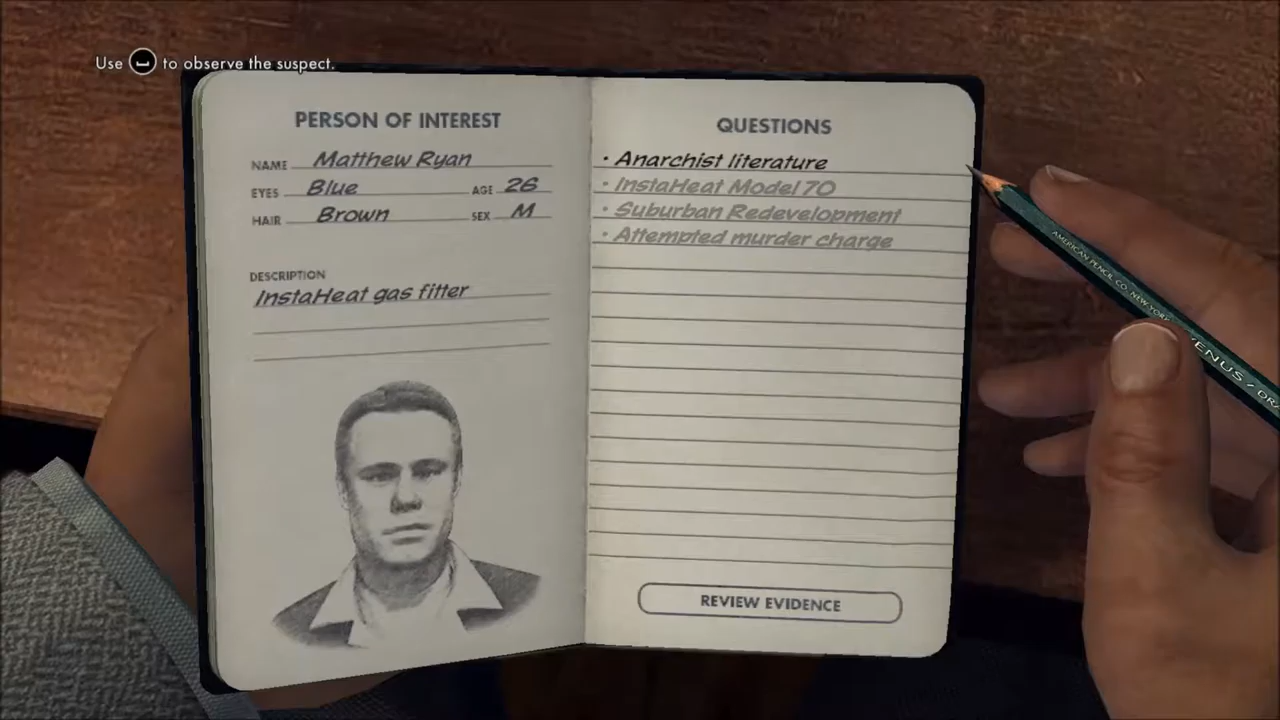 Use to observe the suspect.
PERSON OF INTEREST
NAME Matthew Ryan
EYES Blue AGE 26
HAIR Brown SEX M
DESCRIPTION
InstaHeat gas fitter
QUESTIONS
· Anarchist literature
· InstaHeat Model 70
· Suburban Redevelopment
· Attempted murder charge
REVIEW EVIDENCE
AMERICAN PENCIL CO. NEW YORK
VENUS / DRA